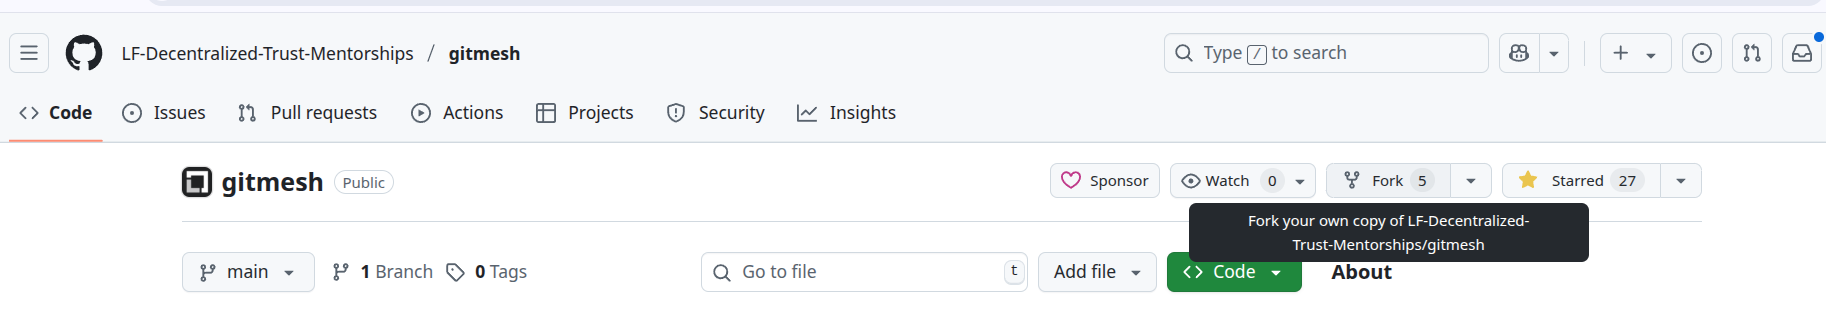 LF-Decentralized-Trust-Mentorships / gitmesh
Type / to search
Code Issues Pull requests Actions Projects Security Insights
gitmesh Public
Sponsor Watch 0 Fork 5 Starred 27
Fork your own copy of LF-Decentralized-
Trust-Mentorships/gitmesh
main 1 Branch 0 Tags Go to file t Add file Code About